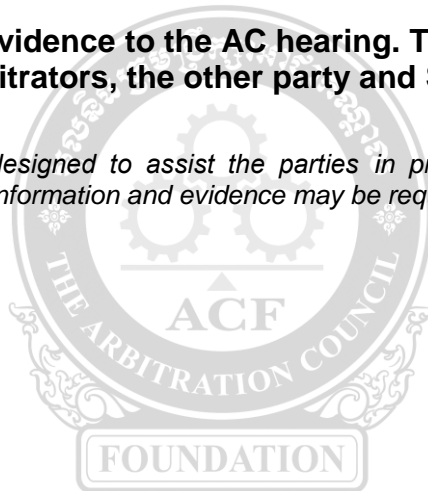 vidence to the AC hearing. T
bitrators, the other party and S
designed to assist the parties in pr
nformation and evidence may be req
ACF
THE ARBITRATION COUNCIL
FOUNDATION